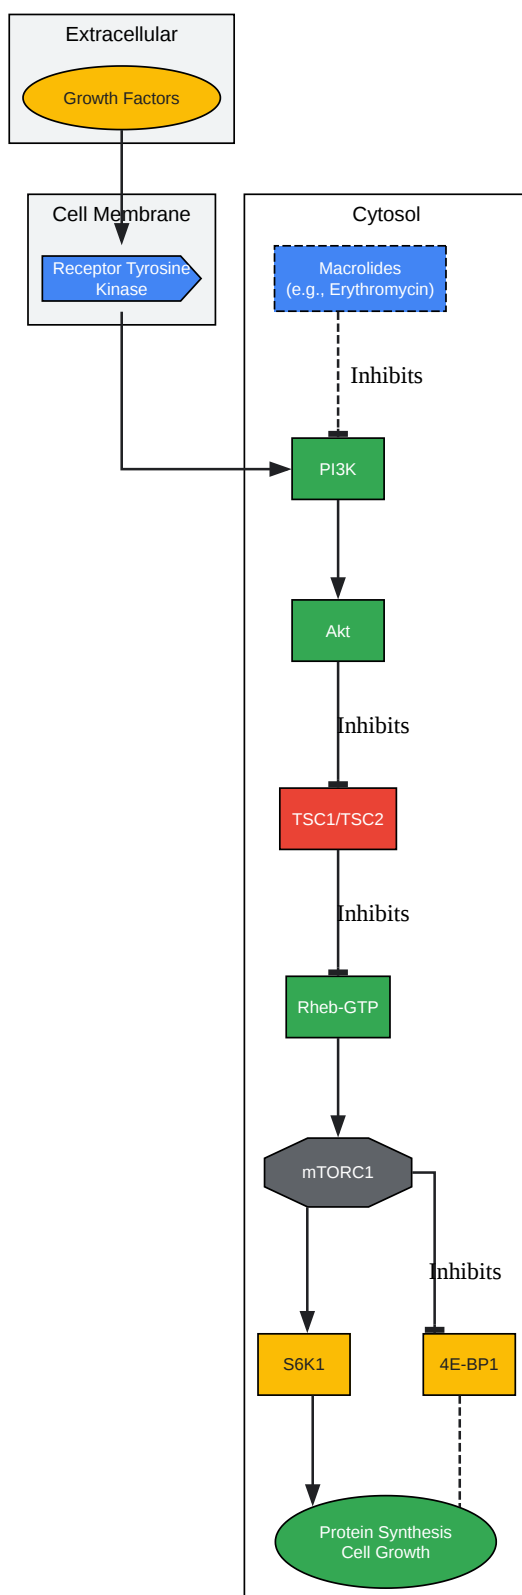 Extracellular
Growth Factors
Cell Membrane
Receptor Tyrosine
Kinase
Cytosol
Macrolides
(e.g., Erythromycin)
Inhibits
PI3K
Akt
Inhibits
TSC1/TSC2
Inhibits
Rheb-GTP
mTORC1
Inhibits
S6K1
4E-BP1
Protein Synthesis
Cell Growth